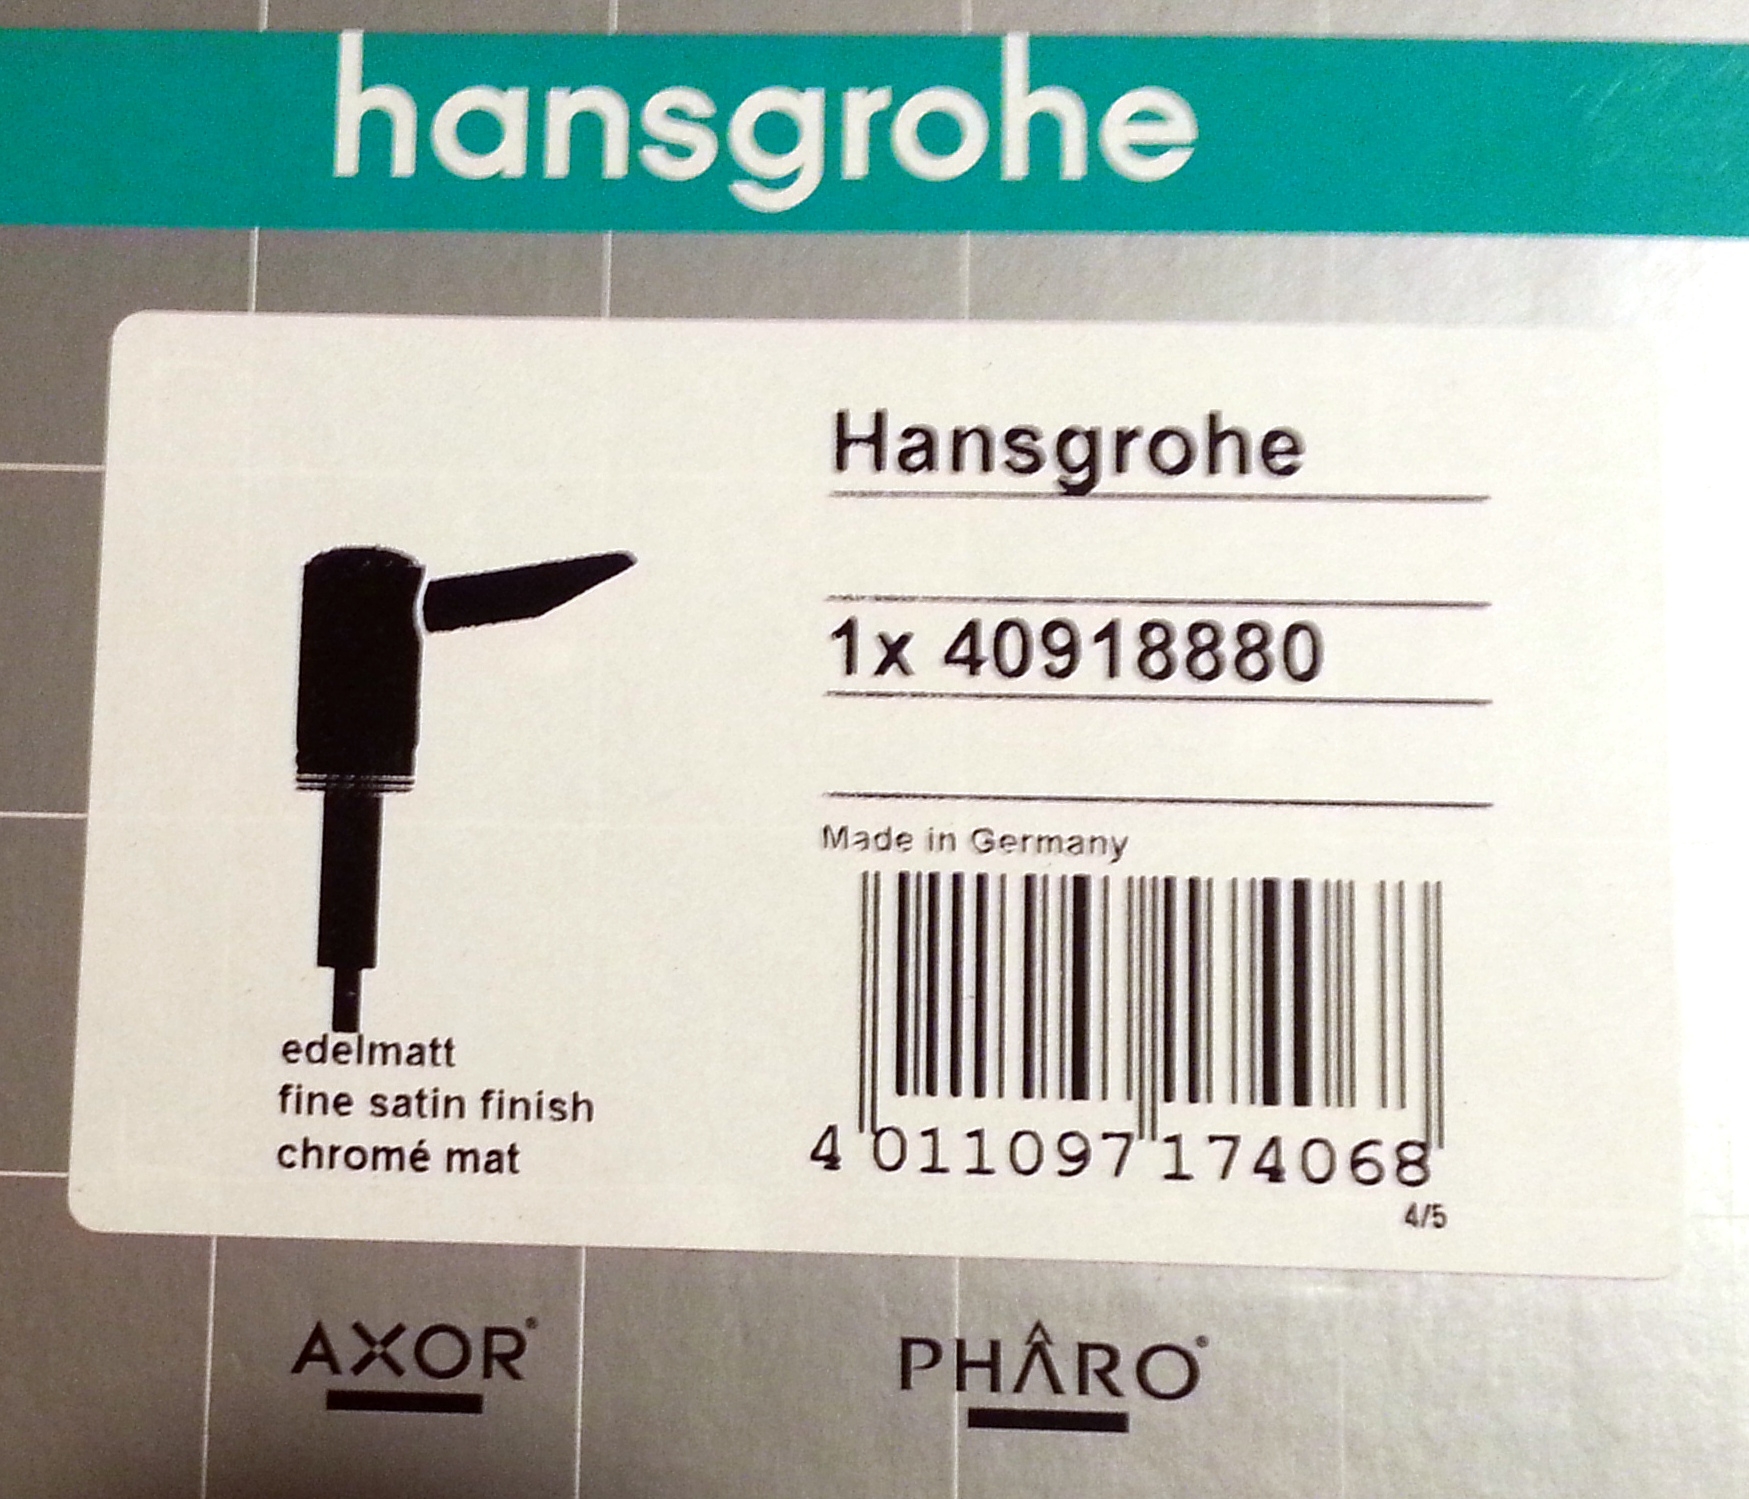 hansgrohe
Hansgrohe
1x 40918880
Made in Germany
4 011097 174068
4/5
edelmatt
fine satin finish
chromé mat
AXOR®
PHÂRO®